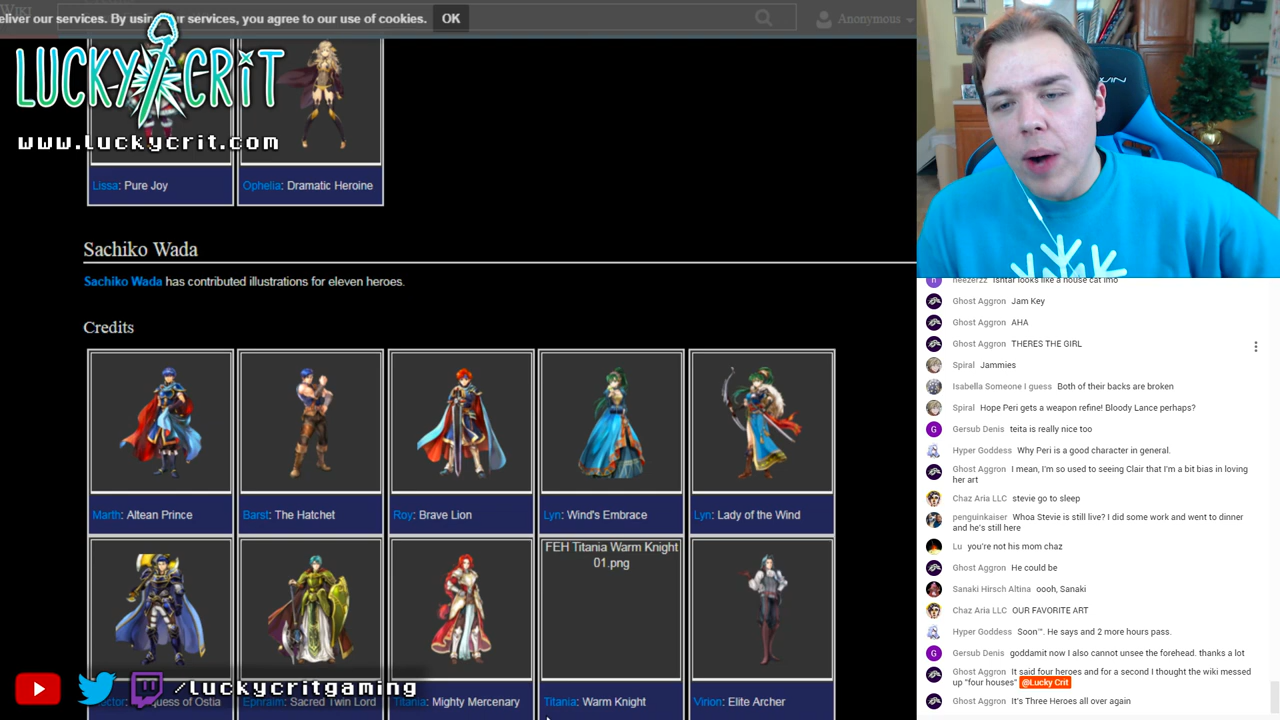 eliver our services. By using our services, you agree to our use of cookies.
OK
Anonymous
LUCKY CRIT
www.luckycrit.com
Lissa: Pure Joy
Ophelia: Dramatic Heroine
Sachiko Wada
Sachiko Wada has contributed illustrations for eleven heroes.
Credits
Marth: Altean Prince
Barst: The Hatchet
Roy: Brave Lion
Lyn: Wind's Embrace
Lyn: Lady of the Wind
FEH Titania Warm Knight
01.png
Ephraim: Sacred Twin Lord
Titania: Mighty Mercenary
Titania: Warm Knight
Virion: Elite Archer
/luckycritgaming
neezerzz Ishtar looks like a house cat imo
Ghost Aggron Jam Key
Ghost Aggron AHA
Ghost Aggron THERES THE GIRL
Spiral Jammies
Isabella Someone I guess Both of their backs are broken
Spiral Hope Peri gets a weapon refine! Bloody Lance perhaps?
G Gersub Denis teita is really nice too
Hyper Goddess Why Peri is a good character in general.
Ghost Aggron I mean, I'm so used to seeing Clair that I'm a bit bias in loving
her art
Chaz Aria LLC stevie go to sleep
penguinkaiser Whoa Stevie is still live? I did some work and went to dinner
and he's still here
Lu you're not his mom chaz
Ghost Aggron He could be
Sanaki Hirsch Altina oooh, Sanaki
Chaz Aria LLC OUR FAVORITE ART
Hyper Goddess Soon™. He says and 2 more hours pass.
G Gersub Denis goddamit now I also cannot unsee the forehead. thanks a lot
Ghost Aggron It said four heroes and for a second I thought the wiki messed
up "four houses" @Lucky Crit
Ghost Aggron It's Three Heroes all over again